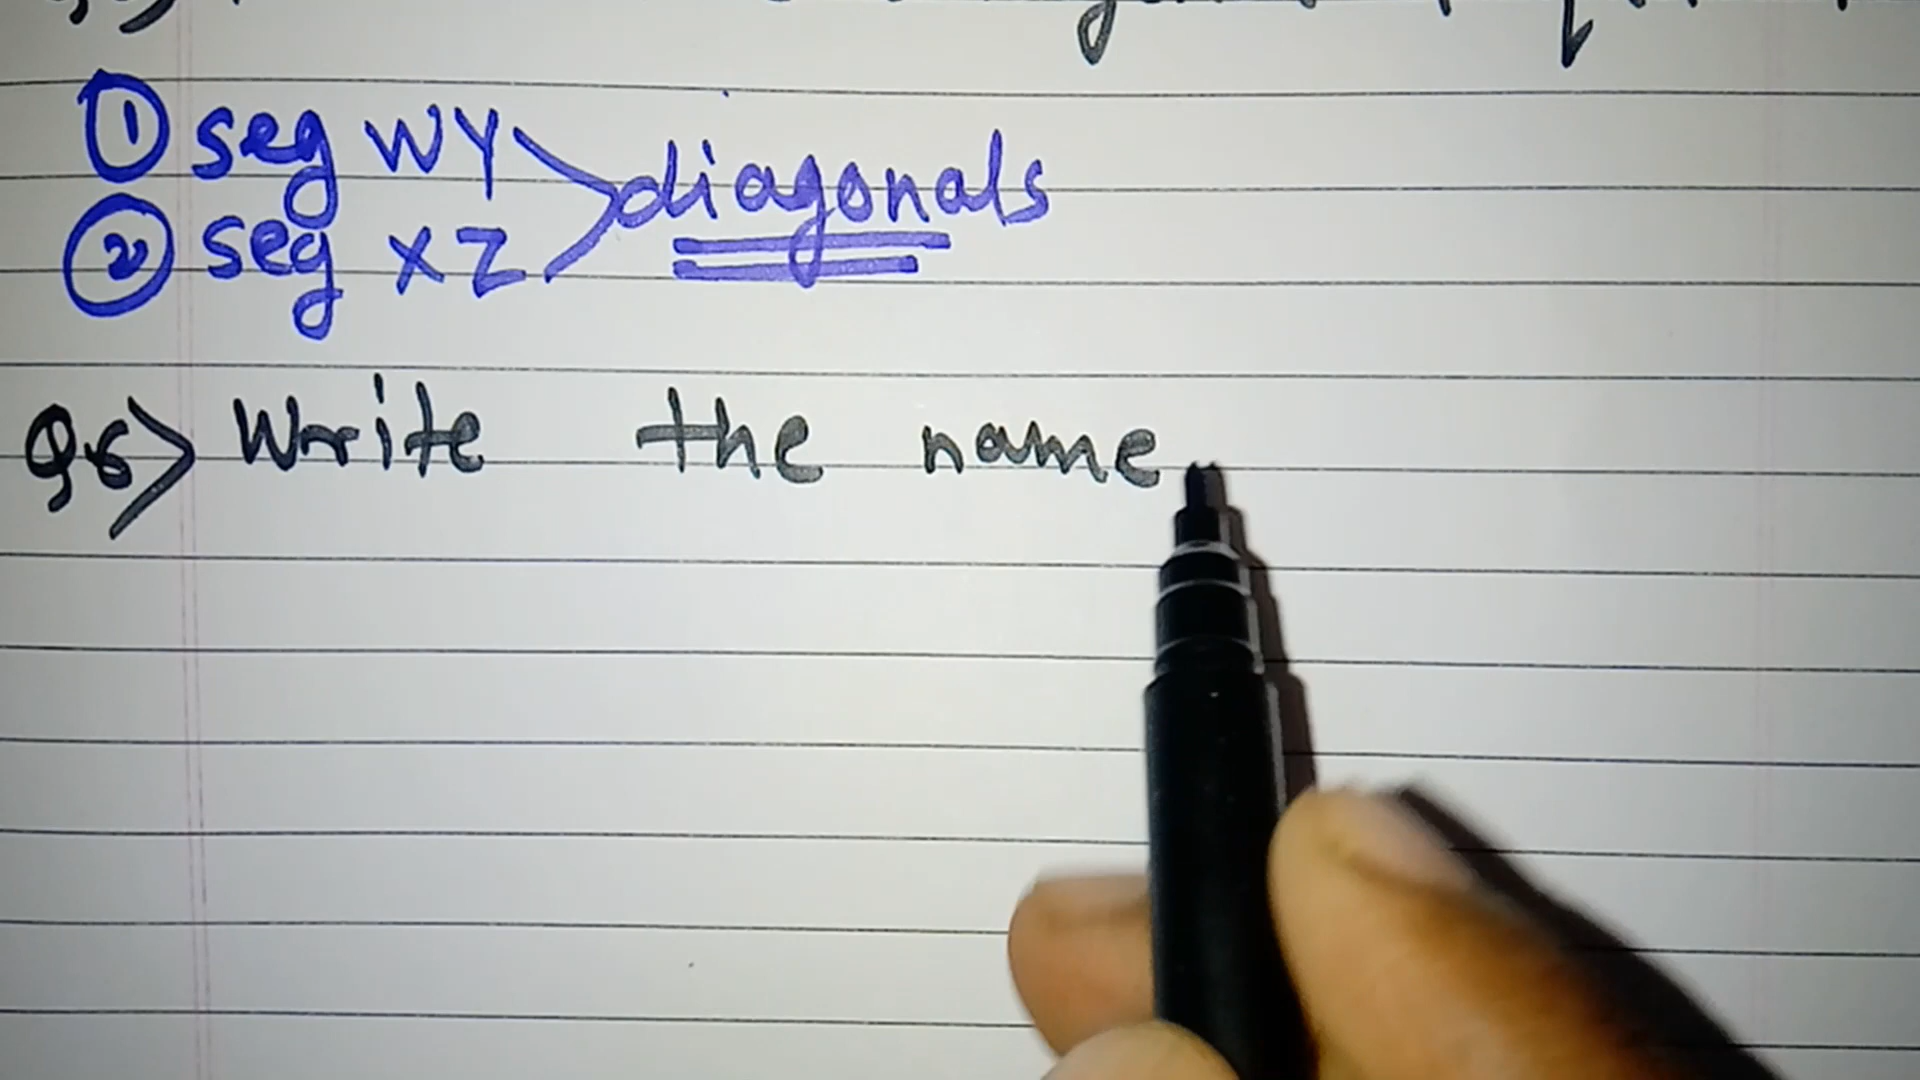 ① seg WY
② seg XZ > diagonals
Q,6> Write the name